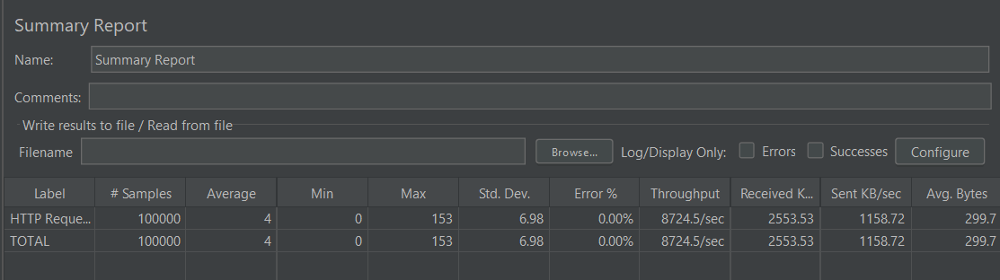 Summary Report
Name: Summary Report
Comments:
Write results to file / Read from file
Filename Browse... Log/Display Only: Errors Successes Configure
Label # Samples Average Min Max Std. Dev. Error % Throughput Received K... Sent KB/sec Avg. Bytes
HTTP Reque... 100000 4 0 153 6.98 0.00% 8724.5/sec 2553.53 1158.72 299.7
TOTAL 100000 4 0 153 6.98 0.00% 8724.5/sec 2553.53 1158.72 299.7